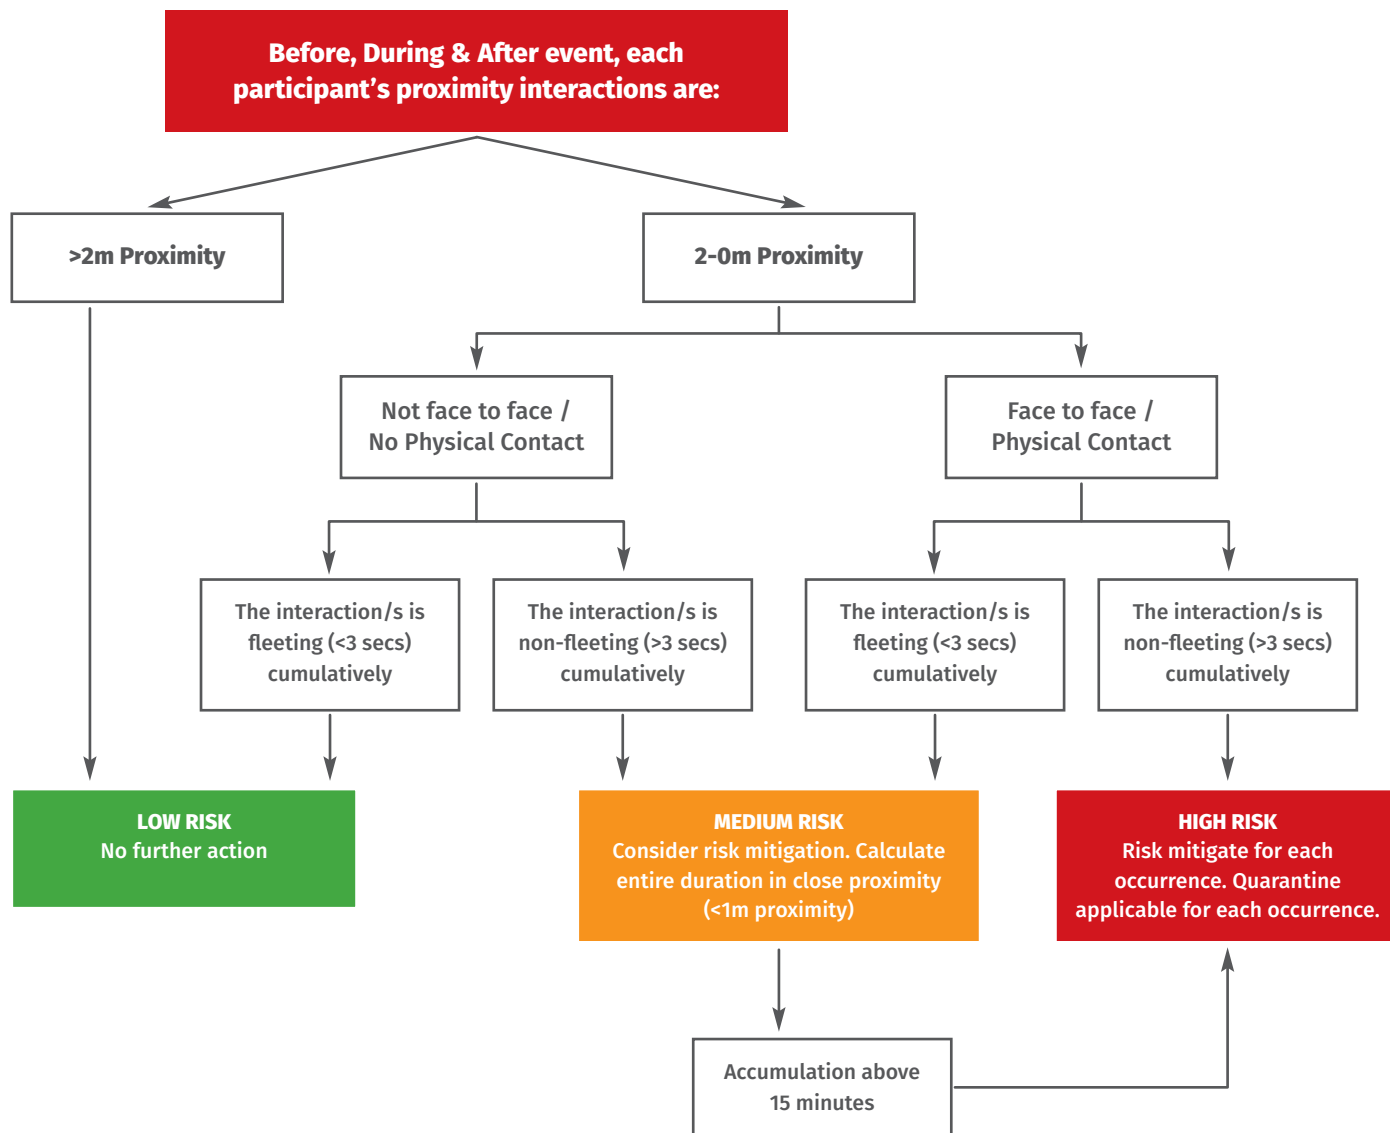 Before, During & After event, each
participant’s proximity interactions are:
>2m Proximity
2-0m Proximity
Not face to face /
No Physical Contact
Face to face /
Physical Contact
The interaction/s is
fleeting (<3 secs)
cumulatively
The interaction/s is
non-fleeting (>3 secs)
cumulatively
The interaction/s is
fleeting (<3 secs)
cumulatively
The interaction/s is
non-fleeting (>3 secs)
cumulatively
LOW RISK
No further action
MEDIUM RISK
Consider risk mitigation. Calculate
entire duration in close proximity
(<1m proximity)
HIGH RISK
Risk mitigate for each
occurrence. Quarantine
applicable for each occurrence.
Accumulation above
15 minutes